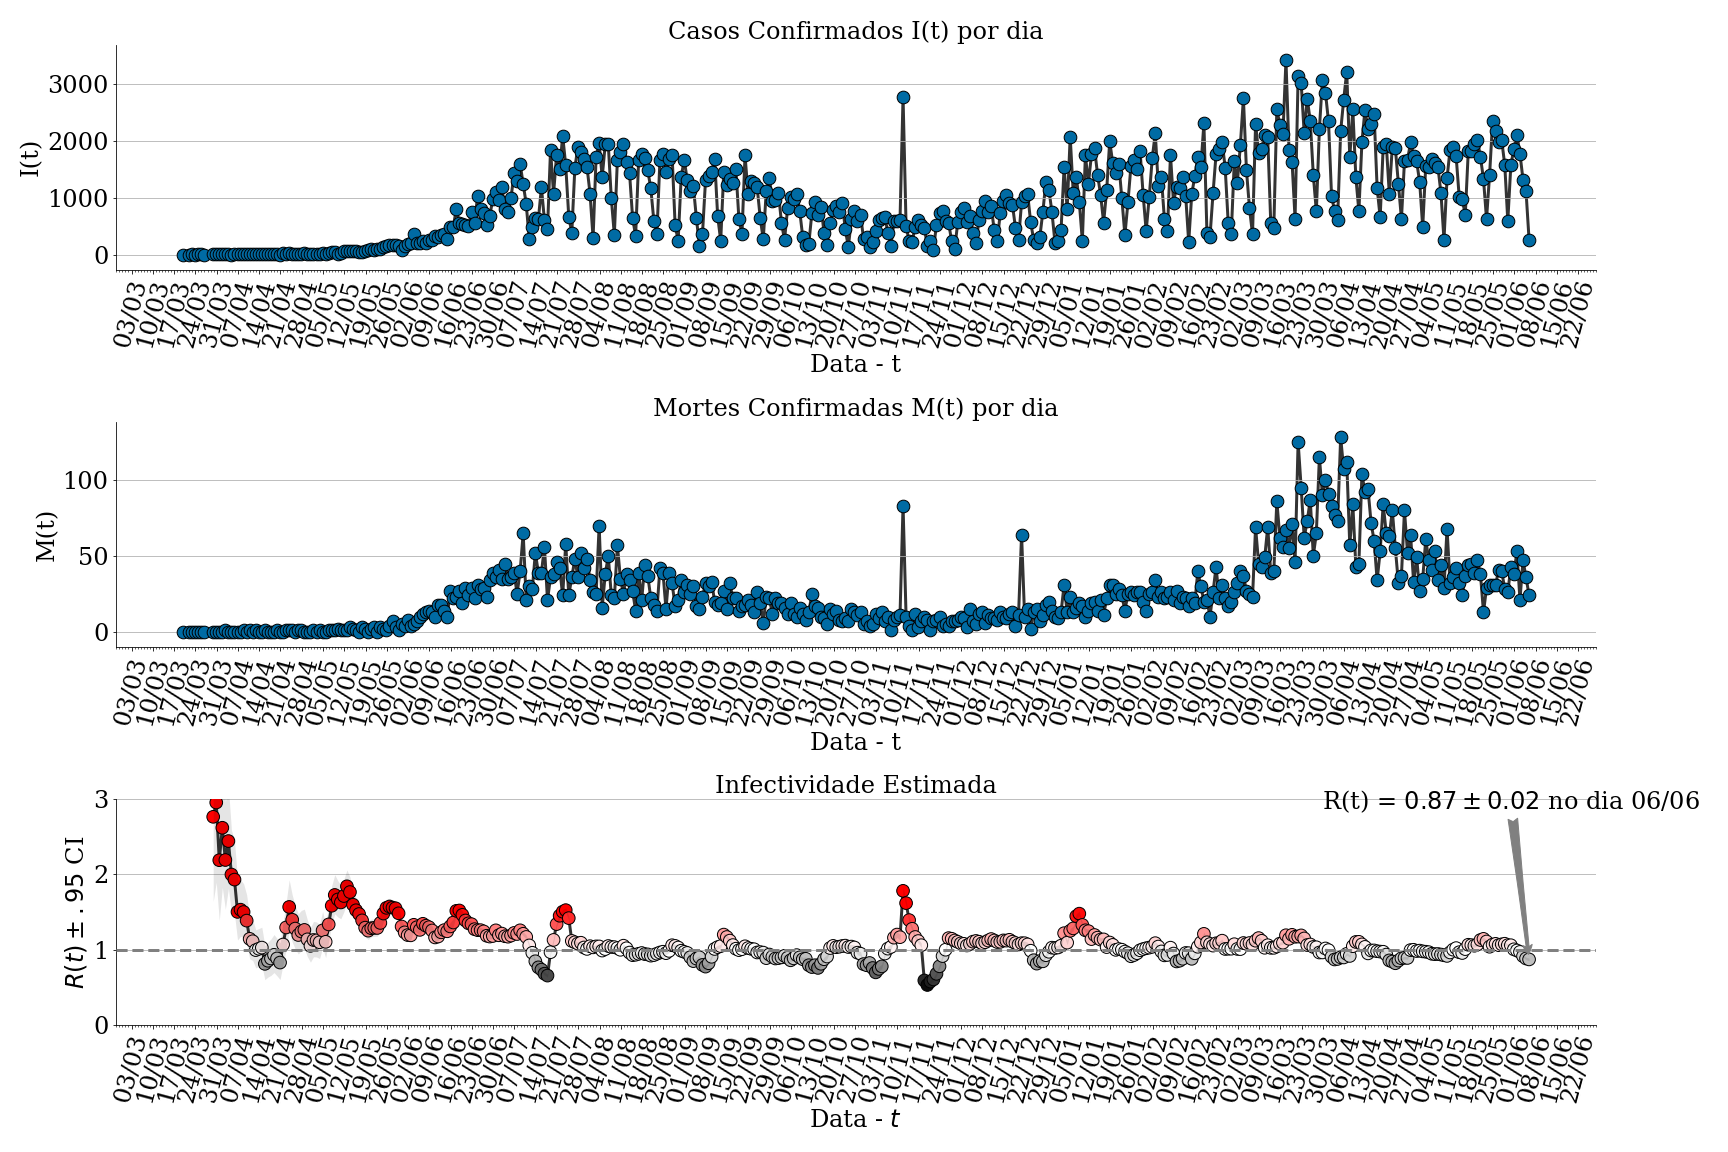 Casos Confirmados I(t) por dia
3000
2000
1000
0
I(t)
03/03 10/03 17/03 24/03 31/03 07/04 14/04 21/04 28/04 05/05 12/05 19/05 26/05 02/06 09/06 16/06 23/06 30/06 07/07 14/07 21/07 28/07 04/08 11/08 18/08 25/08 01/09 08/09 15/09 22/09 29/09 06/10 13/10 20/10 27/10 03/11 10/11 17/11 24/11 01/12 08/12 15/12 22/12 29/12 05/01 12/01 19/01 26/01 02/02 09/02 16/02 23/02 02/03 09/03 16/03 23/03 30/03 06/04 13/04 20/04 27/04 04/05 11/05 18/05 25/05 01/06 08/06 15/06 22/06
Data - t
Mortes Confirmadas M(t) por dia
100
50
0
M(t)
03/03 10/03 17/03 24/03 31/03 07/04 14/04 21/04 28/04 05/05 12/05 19/05 26/05 02/06 09/06 16/06 23/06 30/06 07/07 14/07 21/07 28/07 04/08 11/08 18/08 25/08 01/09 08/09 15/09 22/09 29/09 06/10 13/10 20/10 27/10 03/11 10/11 17/11 24/11 01/12 08/12 15/12 22/12 29/12 05/01 12/01 19/01 26/01 02/02 09/02 16/02 23/02 02/03 09/03 16/03 23/03 30/03 06/04 13/04 20/04 27/04 04/05 11/05 18/05 25/05 01/06 08/06 15/06 22/06
Data - t
Infectividade Estimada
R(t) = 0.87 ± 0.02 no dia 06/06
3
2
1
0
R(t) ± .95 CI
03/03 10/03 17/03 24/03 31/03 07/04 14/04 21/04 28/04 05/05 12/05 19/05 26/05 02/06 09/06 16/06 23/06 30/06 07/07 14/07 21/07 28/07 04/08 11/08 18/08 25/08 01/09 08/09 15/09 22/09 29/09 06/10 13/10 20/10 27/10 03/11 10/11 17/11 24/11 01/12 08/12 15/12 22/12 29/12 05/01 12/01 19/01 26/01 02/02 09/02 16/02 23/02 02/03 09/03 16/03 23/03 30/03 06/04 13/04 20/04 27/04 04/05 11/05 18/05 25/05 01/06 08/06 15/06 22/06
Data - t